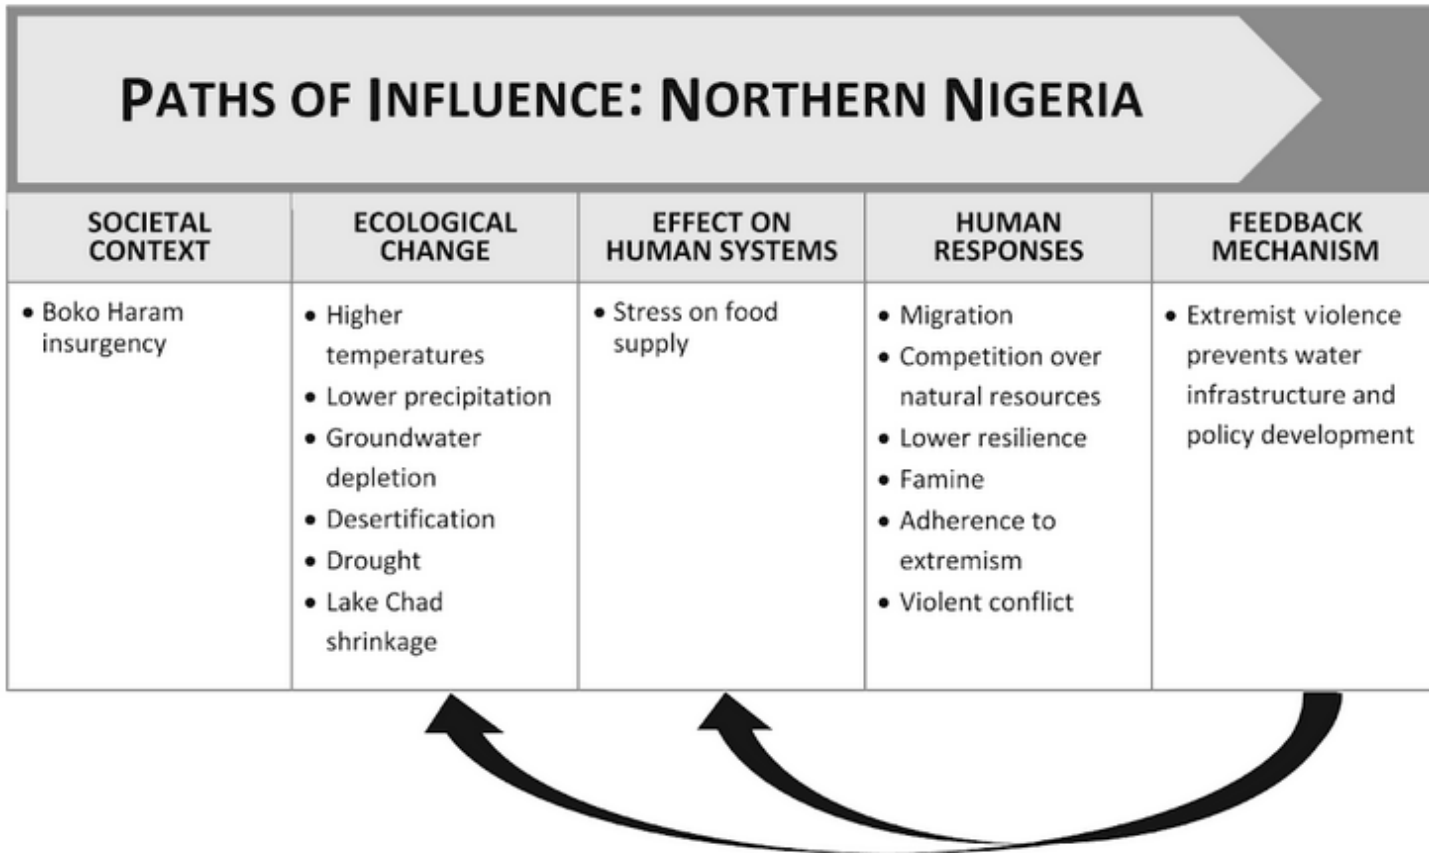 PATHS OF INFLUENCE: NORTHERN NIGERIA
SOCIETAL
CONTEXT
ECOLOGICAL
CHANGE
EFFECT ON
HUMAN SYSTEMS
HUMAN
RESPONSES
FEEDBACK
MECHANISM
• Boko Haram
insurgency
• Higher
temperatures
• Lower precipitation
• Groundwater
depletion
• Desertification
• Drought
• Lake Chad
shrinkage
• Stress on food
supply
• Migration
• Competition over
natural resources
• Lower resilience
• Famine
• Adherence to
extremism
• Violent conflict
• Extremist violence
prevents water
infrastructure and
policy development